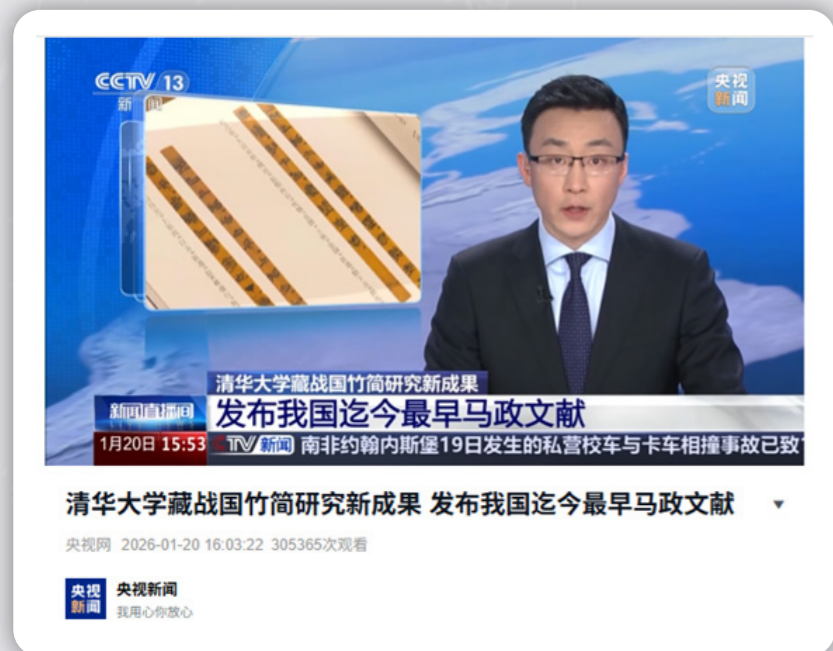 CCTV 13
新闻
央视
新闻
清华大学藏战国竹简研究新成果
新闻直播间
发布我国迄今最早马政文献
1月20日 15:53
CCTV 新闻 南非约翰内斯堡19日发生的私营校车与卡车相撞事故已致
清华大学藏战国竹简研究新成果 发布我国迄今最早马政文献
央视网 2026-01-20 16:03:22 305365次观看
央视
新闻
央视新闻
我用心你放心